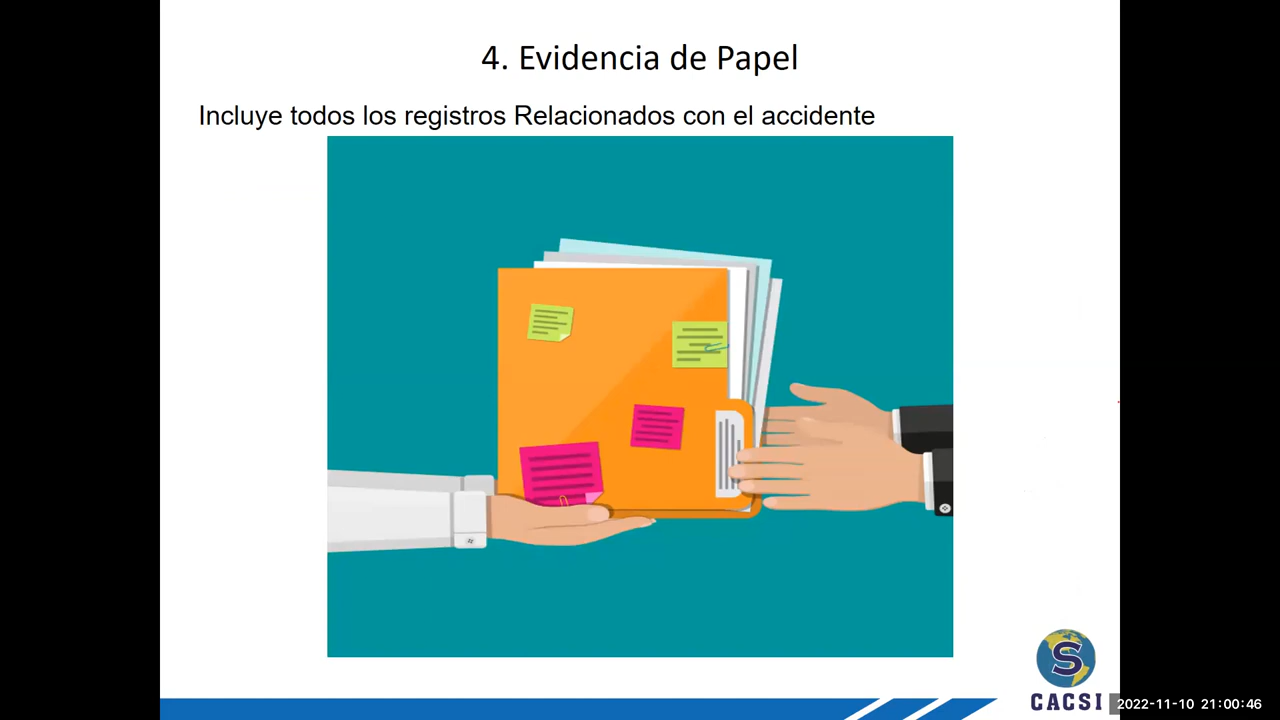 4. Evidencia de Papel
Incluye todos los registros Relacionados con el accidente
S
CACSI
2022-11-10 21:00:46